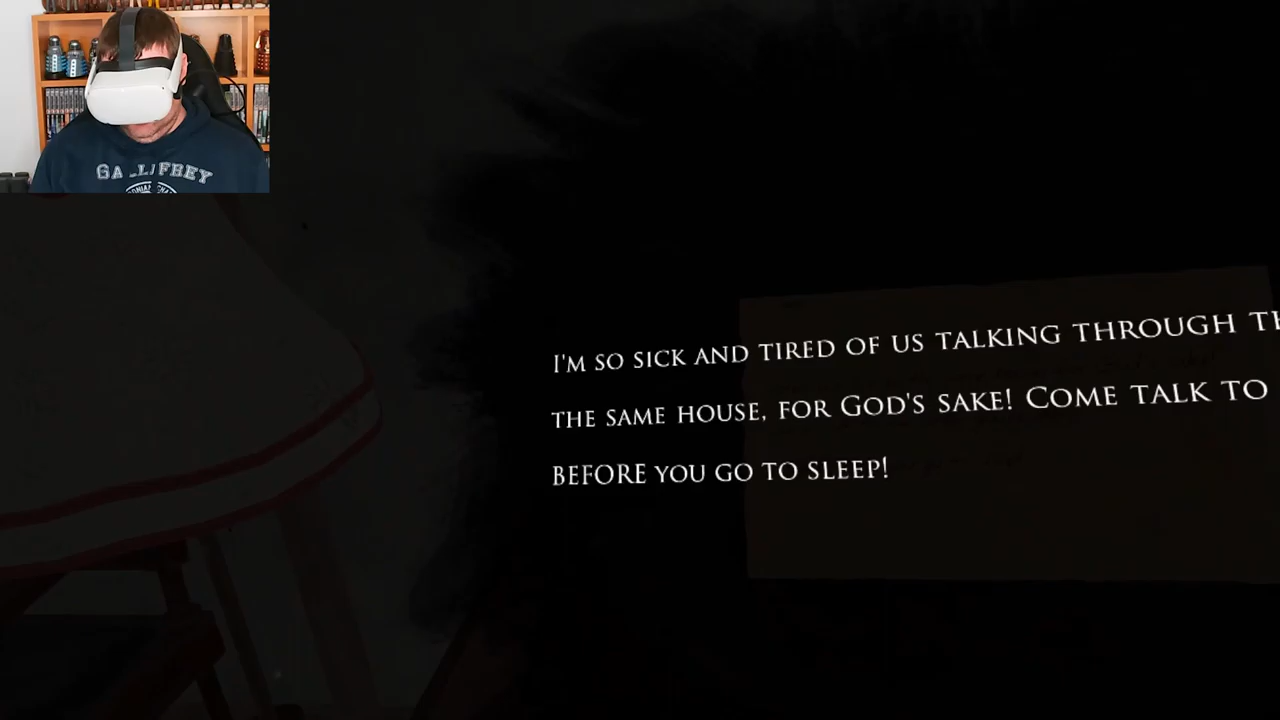 GALLIFREY
I'M SO SICK AND TIRED OF US TALKING THROUGH
THE SAME HOUSE, FOR GOD'S SAKE! COME TALK TO
BEFORE YOU GO TO SLEEP!